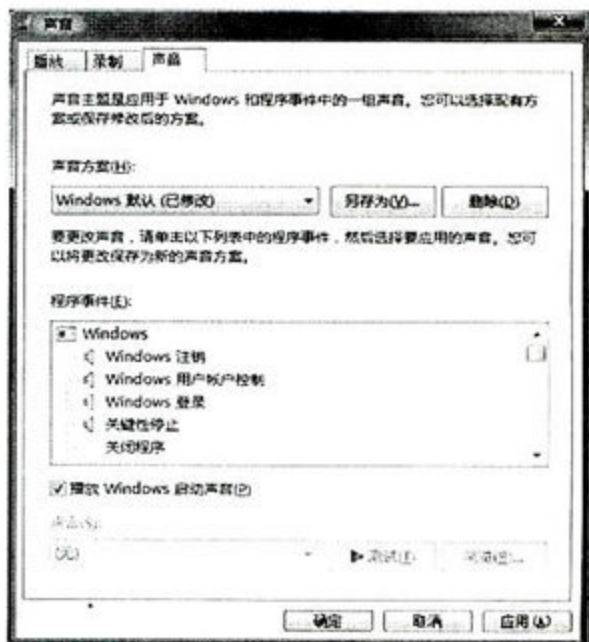 声音
播放 录制 声音
声音主题是应用于 Windows 和程序事件中的一组声音。您可以选择现有方
案或保存修改后的方案。
声音方案(H):
Windows 默认 (已修改) 另存为(V)... 删除(D)
要更改声音，请单击以下列表中的程序事件，然后选择要应用的声音。您可
以将更改保存为新的声音方案。
程序事件(E):
Windows
Windows 注销
Windows 用户帐户控制
Windows 登录
关键性停止
关闭程序
播放 Windows 启动声音(P)
声音(S):
(无) 测试(T) 浏览(B)...
确定 取消 应用(A)